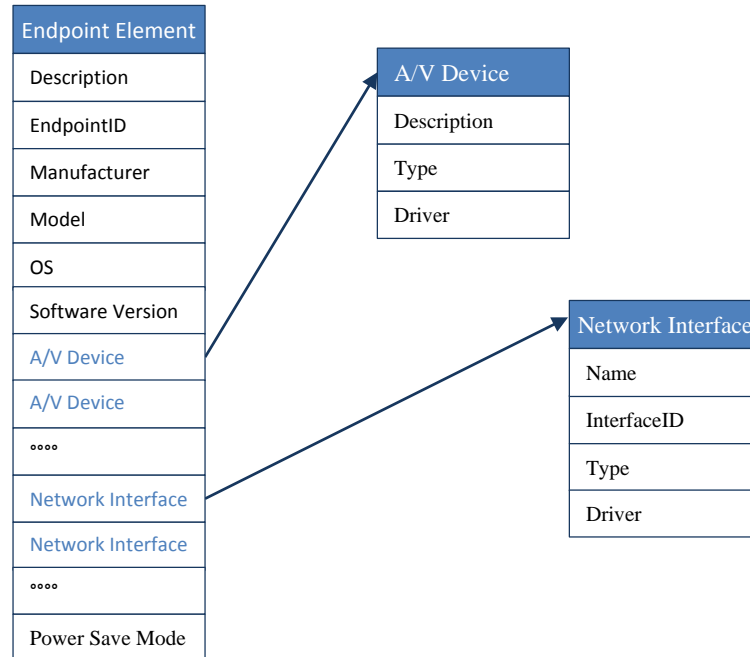 Endpoint Element
Description
EndpointID
Manufacturer
Model
OS
Software Version
A/V Device
A/V Device
°°°°
Network Interface
Network Interface
°°°°
Power Save Mode
A/V Device
Description
Type
Driver
Network Interface
Name
InterfaceID
Type
Driver